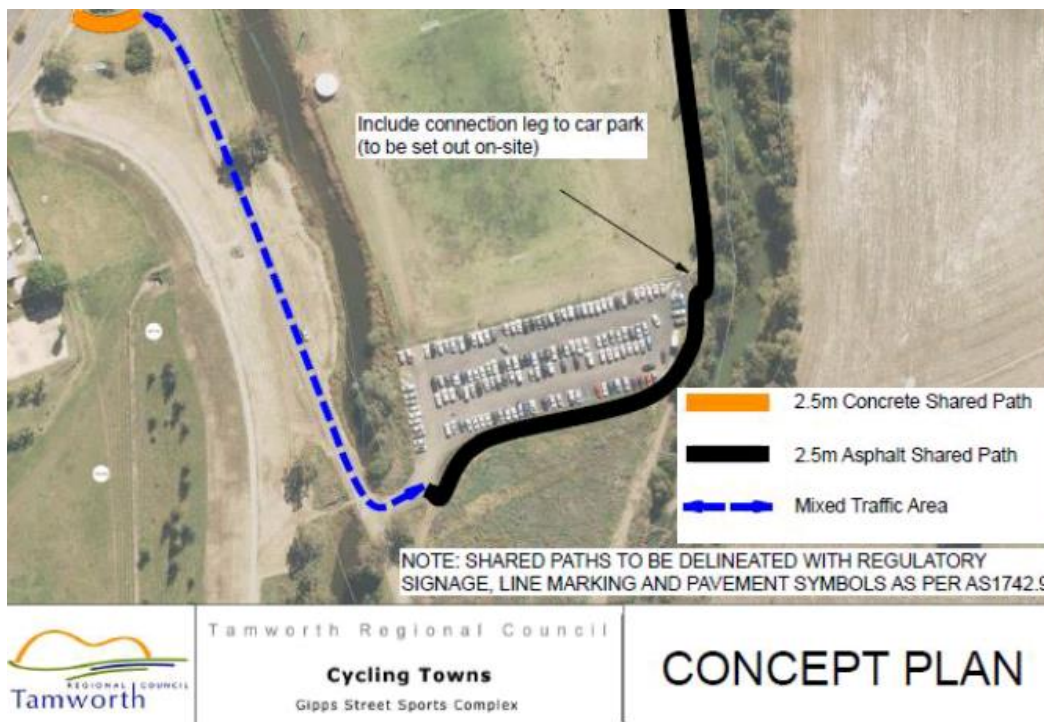 Include connection leg to car park
(to be set out on-site)
2.5m Concrete Shared Path
2.5m Asphalt Shared Path
Mixed Traffic Area
NOTE: SHARED PATHS TO BE DELINEATED WITH REGULATORY
SIGNAGE, LINE MARKING AND PAVEMENT SYMBOLS AS PER AS1742.9
REGIONAL COUNCIL
Tamworth
Tamworth Regional Council
Cycling Towns
Gipps Street Sports Complex
CONCEPT PLAN